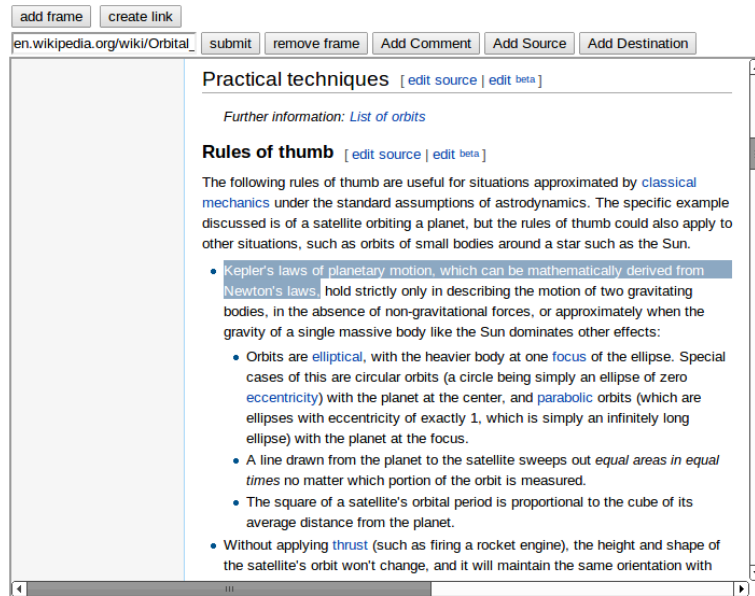 add frame create link
en.wikipedia.org/wiki/Orbital_ submit remove frame Add Comment Add Source Add Destination
Practical techniques [ edit source | edit beta ]
Further information: List of orbits
Rules of thumb [ edit source | edit beta ]
The following rules of thumb are useful for situations approximated by classical
mechanics under the standard assumptions of astrodynamics. The specific example
discussed is of a satellite orbiting a planet, but the rules of thumb could also apply to
other situations, such as orbits of small bodies around a star such as the Sun.
• Kepler's laws of planetary motion, which can be mathematically derived from
Newton's laws, hold strictly only in describing the motion of two gravitating
bodies, in the absence of non-gravitational forces, or approximately when the
gravity of a single massive body like the Sun dominates other effects:
• Orbits are elliptical, with the heavier body at one focus of the ellipse. Special
cases of this are circular orbits (a circle being simply an ellipse of zero
eccentricity) with the planet at the center, and parabolic orbits (which are
ellipses with eccentricity of exactly 1, which is simply an infinitely long
ellipse) with the planet at the focus.
• A line drawn from the planet to the satellite sweeps out equal areas in equal
times no matter which portion of the orbit is measured.
• The square of a satellite's orbital period is proportional to the cube of its
average distance from the planet.
• Without applying thrust (such as firing a rocket engine), the height and shape of
the satellite's orbit won't change, and it will maintain the same orientation with